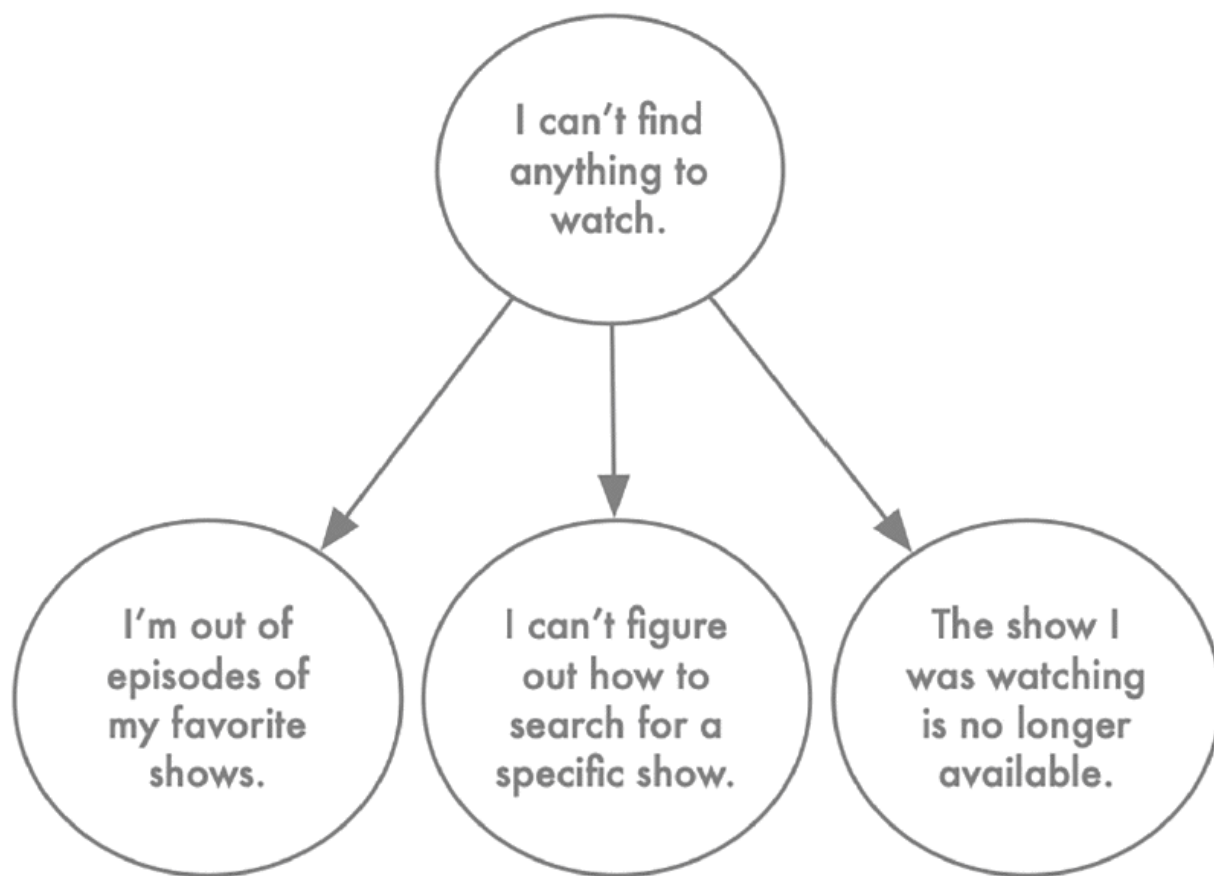 I can’t find
anything to
watch.
I’m out of
episodes of
my favorite
shows.
I can’t figure
out how to
search for a
specific show.
The show I
was watching
is no longer
available.